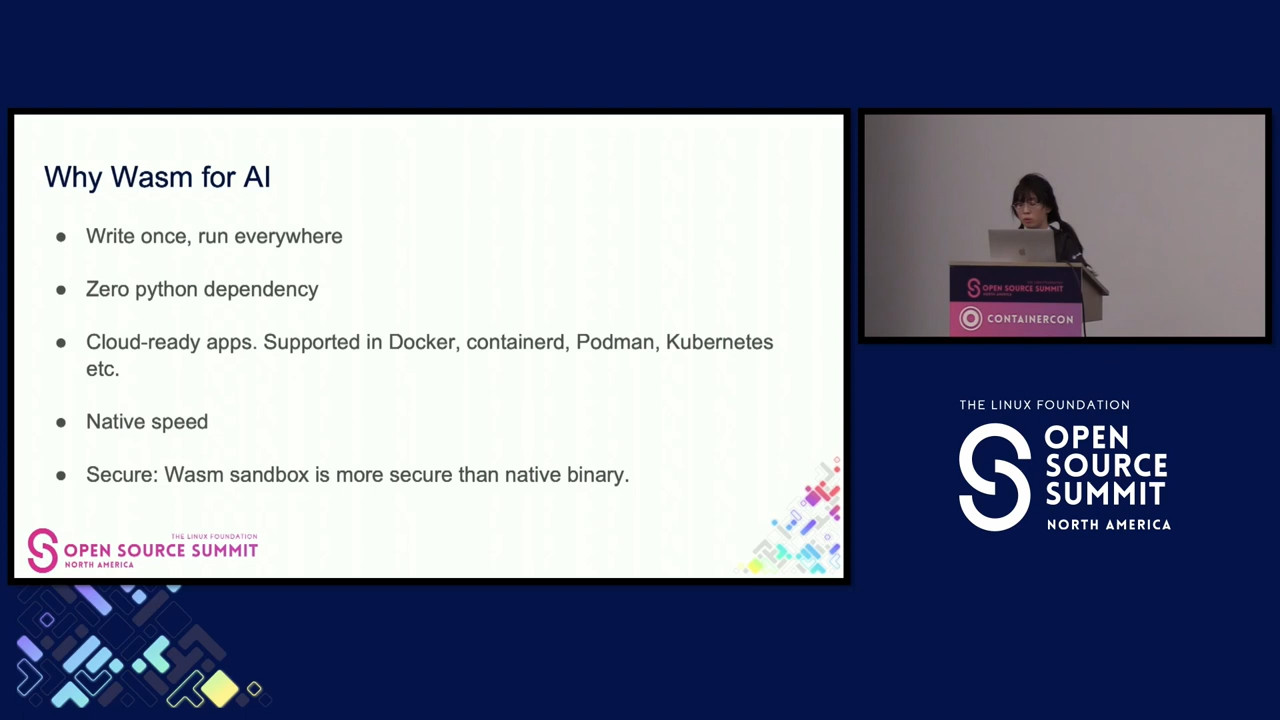 Why Wasm for AI
● Write once, run everywhere
● Zero python dependency
● Cloud-ready apps. Supported in Docker, containerd, Podman, Kubernetes
etc.
● Native speed
● Secure: Wasm sandbox is more secure than native binary.
THE LINUX FOUNDATION
OPEN SOURCE SUMMIT
NORTH AMERICA
OPEN SOURCE SUMMIT
NORTH AMERICA
CONTAINERCON
THE LINUX FOUNDATION
OPEN
SOURCE
SUMMIT
NORTH AMERICA